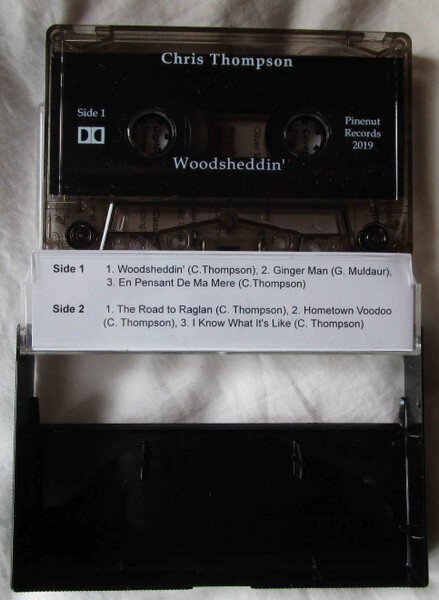 Chris Thompson
Side 1
Pinenut
Records
2019
Woodsheddin'
Side 1 1. Woodsheddin' (C.Thompson), 2. Ginger Man (G. Muldaur),
3. En Pensant De Ma Mere (C.Thompson)
Side 2 1. The Road to Raglan (C. Thompson), 2. Hometown Voodoo
(C. Thompson), 3. I Know What It's Like (C. Thompson)